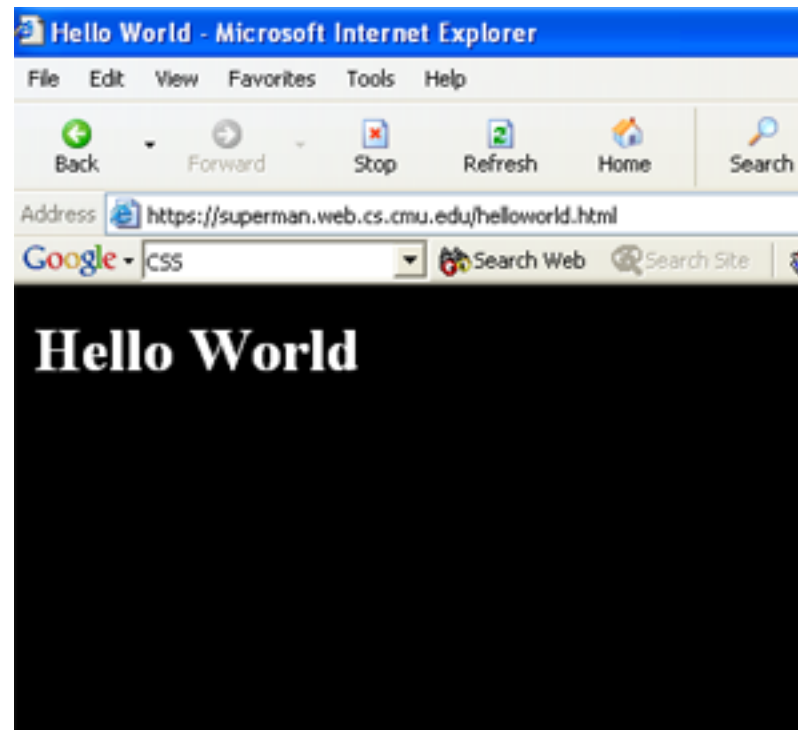 Hello World - Microsoft Internet Explorer
File Edit View Favorites Tools Help
Back Forward Stop Refresh Home Search
Address https://superman.web.cs.cmu.edu/helloworld.html
Google css Search Web Search Site
Hello World